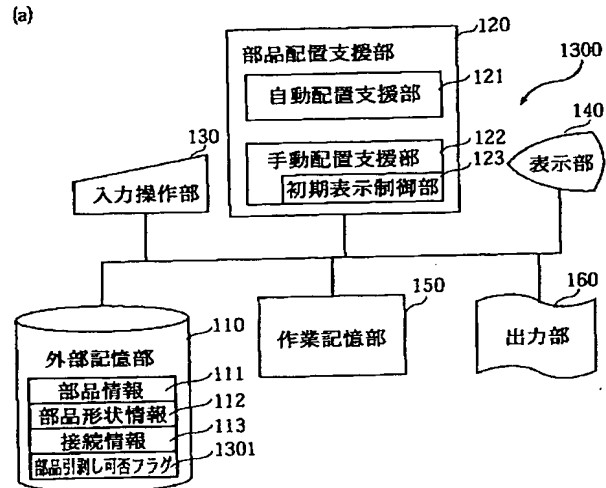 (a)
120
部品配置支援部
1300
121
自動配置支援部
140
130
122
手動配置支援部
123
表示部
初期表示制御部
入力操作部
110
150
160
外部記憶部
作業記憶部
出力部
部品情報
111
部品形状情報
112
接続情報
113
部品引剥し可否フラグ
1301